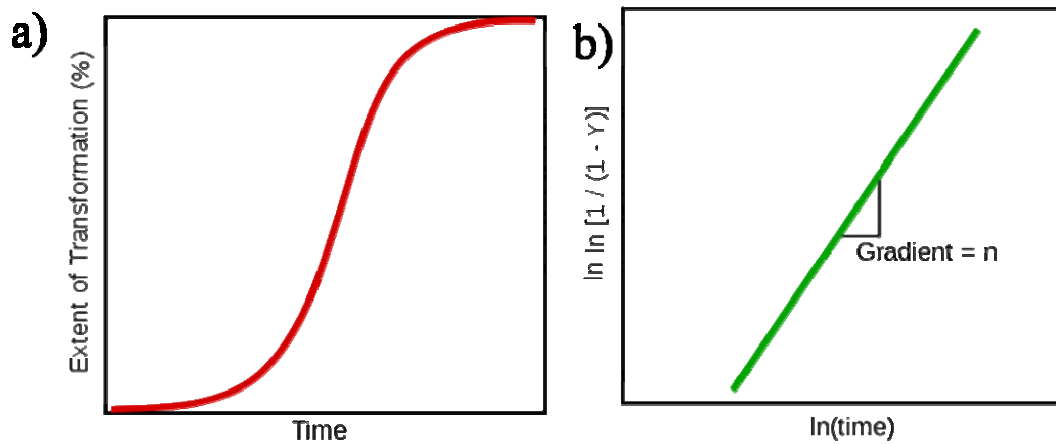 a)
Extent of Transformation (%)
Time
b)
ln ln [1 / (1 - Y)]
Gradient = n
ln(time)